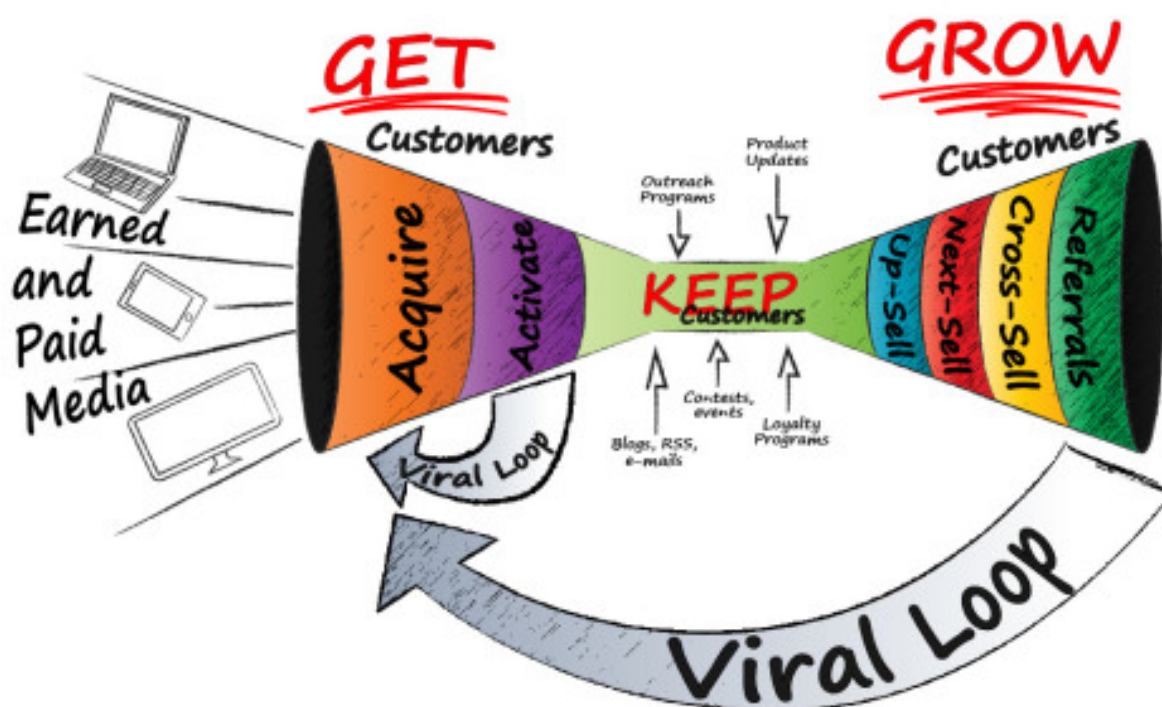 GET
Customers
GROW
Customers
Earned
and
Paid
Media
Acquire
Activate
Outreach
Programs
Product
Updates
KEEP
Customers
Blogs, RSS,
e-mails
Contests,
events
Loyalty
Programs
Up-Sell
Next-Sell
Cross-Sell
Referrals
Viral Loop
Viral Loop